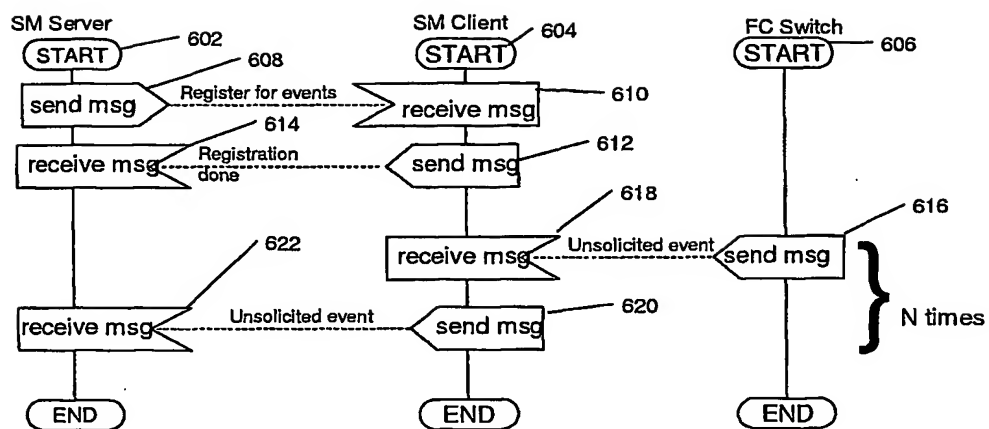 SM Server
SM Client
FC Switch
START
602
START
604
START
606
608
send msg
Register for events
receive msg
610
614
receive msg
Registration
done
send msg
612
618
616
receive msg
Unsolicited event
send msg
622
620
receive msg
Unsolicited event
send msg
N times
END
END
END